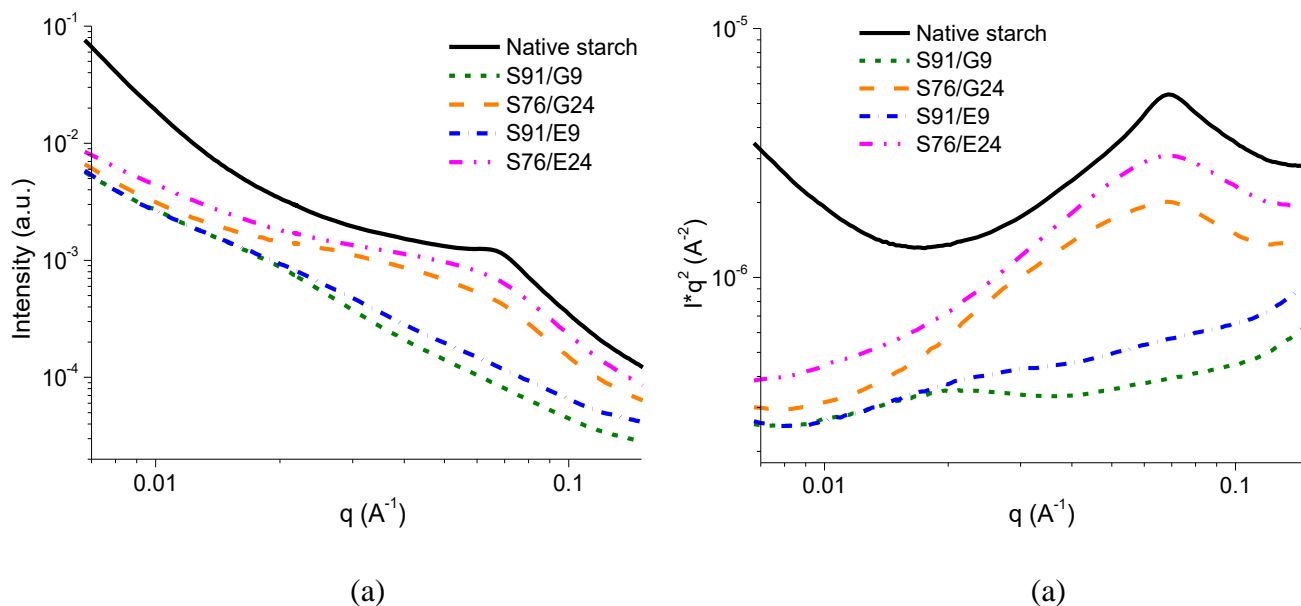 10^-1
10^-2
10^-3
10^-4
Intensity (a.u.)
Native starch
S91/G9
S76/G24
S91/E9
S76/E24
0.01
0.1
q (A^-1)
(a)
10^-5
10^-6
I*q^2 (A^-2)
Native starch
S91/G9
S76/G24
S91/E9
S76/E24
0.01
0.1
q (A^-1)
(a)